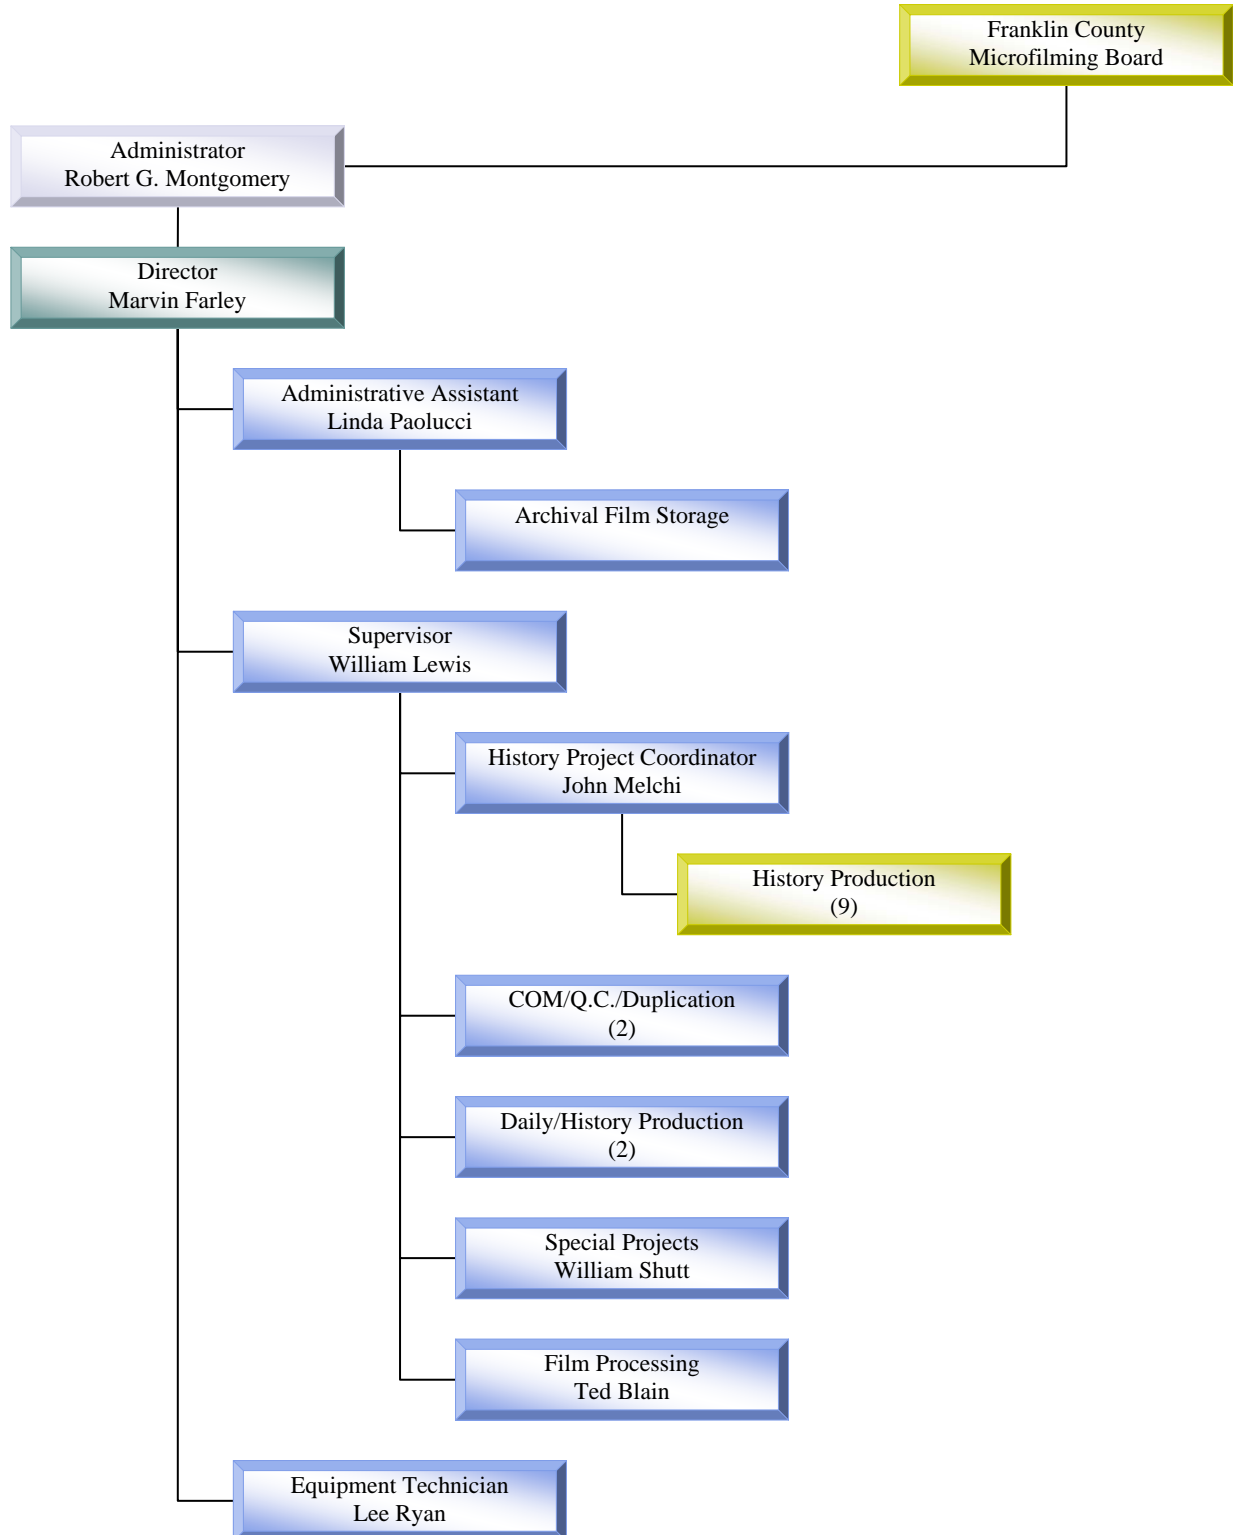 Franklin County
Microfilming Board
Administrator
Robert G. Montgomery
Director
Marvin Farley
Administrative Assistant
Linda Paolucci
Archival Film Storage
Supervisor
William Lewis
History Project Coordinator
John Melchi
History Production
(9)
COM/Q.C./Duplication
(2)
Daily/History Production
(2)
Special Projects
William Shutt
Film Processing
Ted Blain
Equipment Technician
Lee Ryan